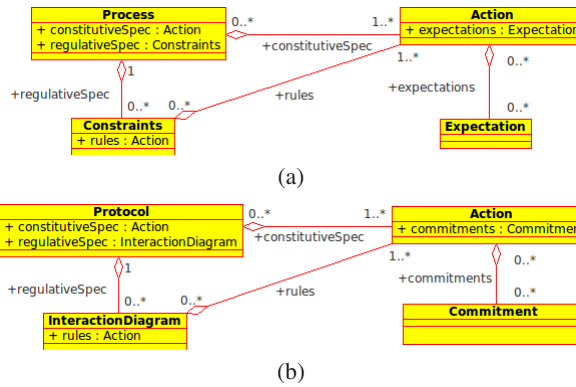 Process
+ constitutiveSpec : Action
+ regulativeSpec : Constraints
0..*
1..*
+constitutiveSpec
Action
+ expectations : Expectation
1
+regulativeSpec
0..*
0..*
+rules
1..*
+expectations
0..*
0..*
Constraints
+ rules : Action
Expectation
(a)
Protocol
+ constitutiveSpec : Action
+ regulativeSpec : InteractionDiagram
0..*
1..*
+constitutiveSpec
Action
+ commitments : Commitment
1
+regulativeSpec
0..*
0..*
+rules
1..*
+commitments
0..*
0..*
InteractionDiagram
+ rules : Action
Commitment
(b)